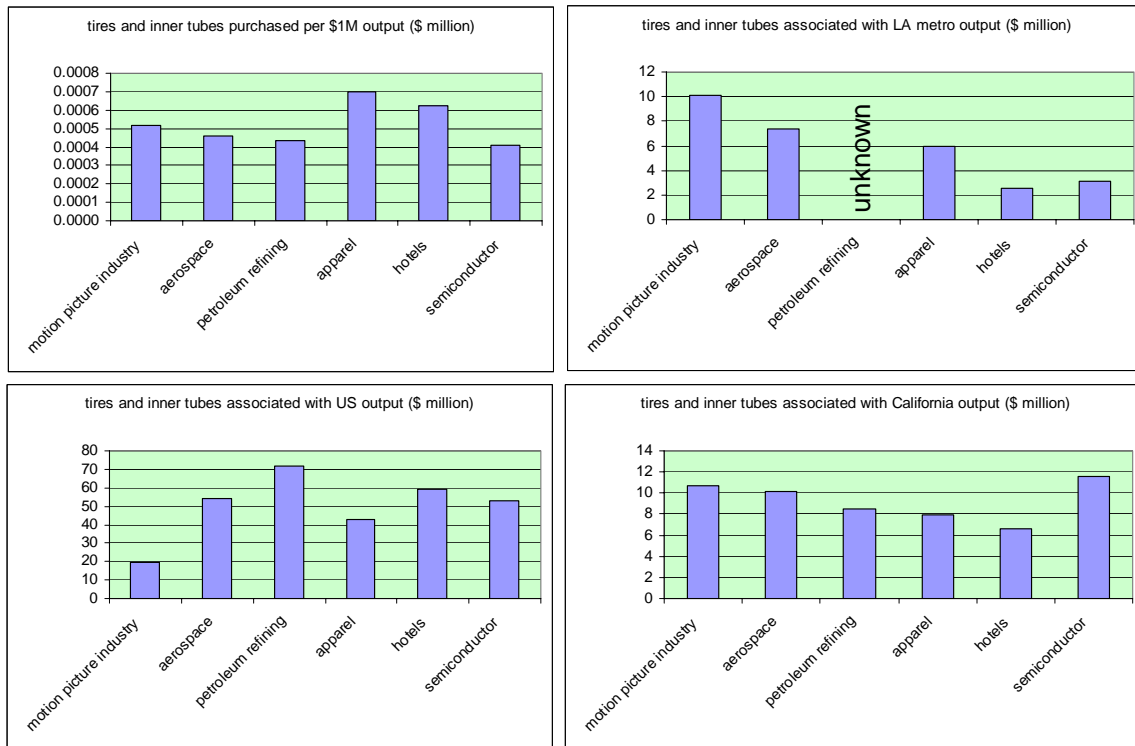 tires and inner tubes purchased per $1M output ($ million)
0.0008
0.0007
0.0006
0.0005
0.0004
0.0003
0.0002
0.0001
0.0000
motion picture industry
aerospace
petroleum refining
apparel
hotels
semiconductor
tires and inner tubes associated with LA metro output ($ million)
12
10
8
6
4
2
0
unknown
motion picture industry
aerospace
petroleum refining
apparel
hotels
semiconductor
tires and inner tubes associated with US output ($ million)
80
70
60
50
40
30
20
10
0
motion picture industry
aerospace
petroleum refining
apparel
hotels
semiconductor
tires and inner tubes associated with California output ($ million)
14
12
10
8
6
4
2
0
motion picture industry
aerospace
petroleum refining
apparel
hotels
semiconductor